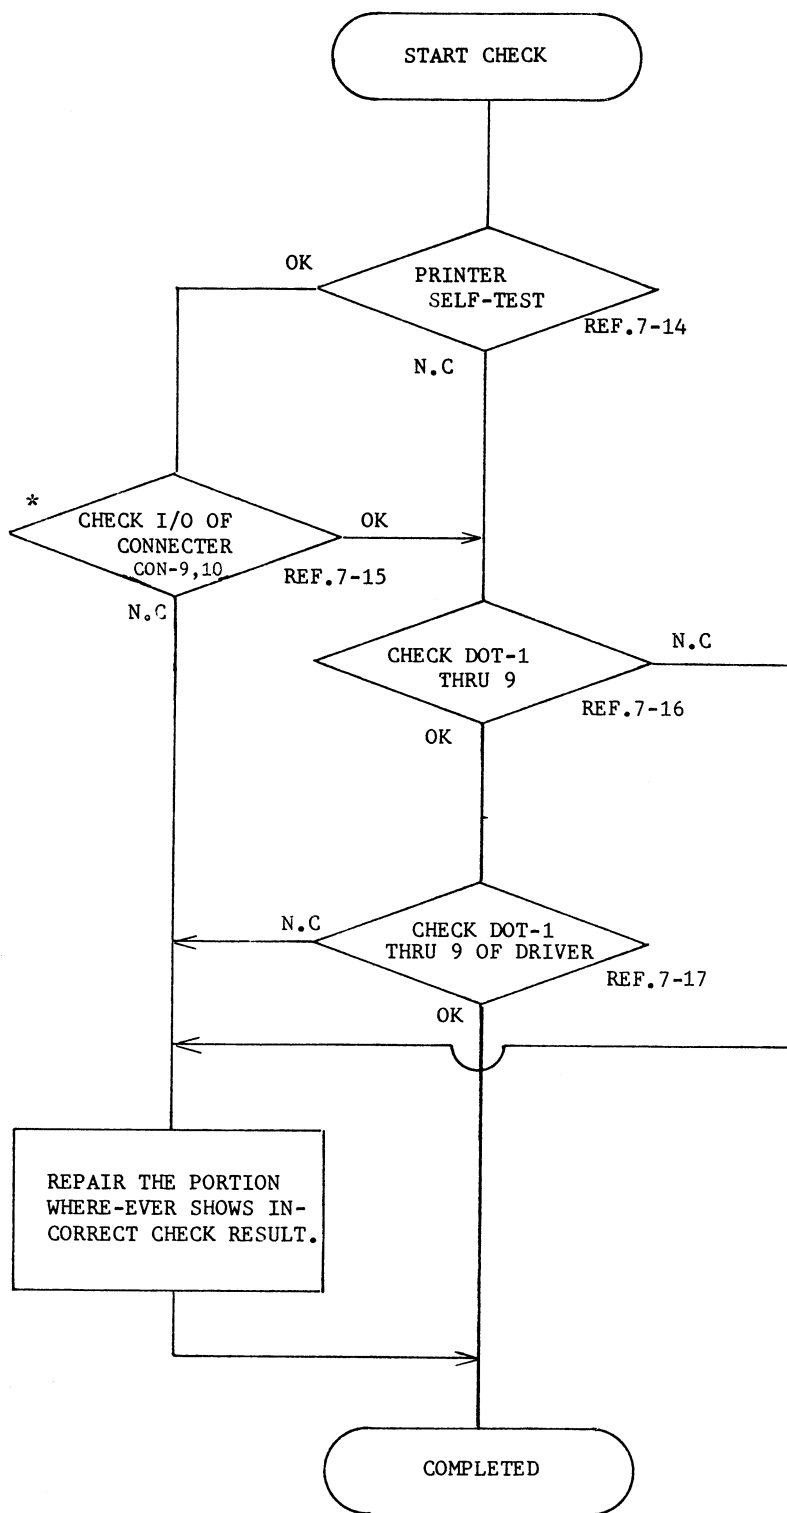 START CHECK
OK
PRINTER
SELF-TEST
REF.7-14
N.C
*
CHECK I/O OF
CONNECTER
CON-9,10
OK
REF.7-15
N.C
CHECK DOT-1
THRU 9
N.C
REF.7-16
OK
N.C
CHECK DOT-1
THRU 9 OF DRIVER
REF.7-17
OK
REPAIR THE PORTION
WHERE-EVER SHOWS IN-
CORRECT CHECK RESULT.
COMPLETED